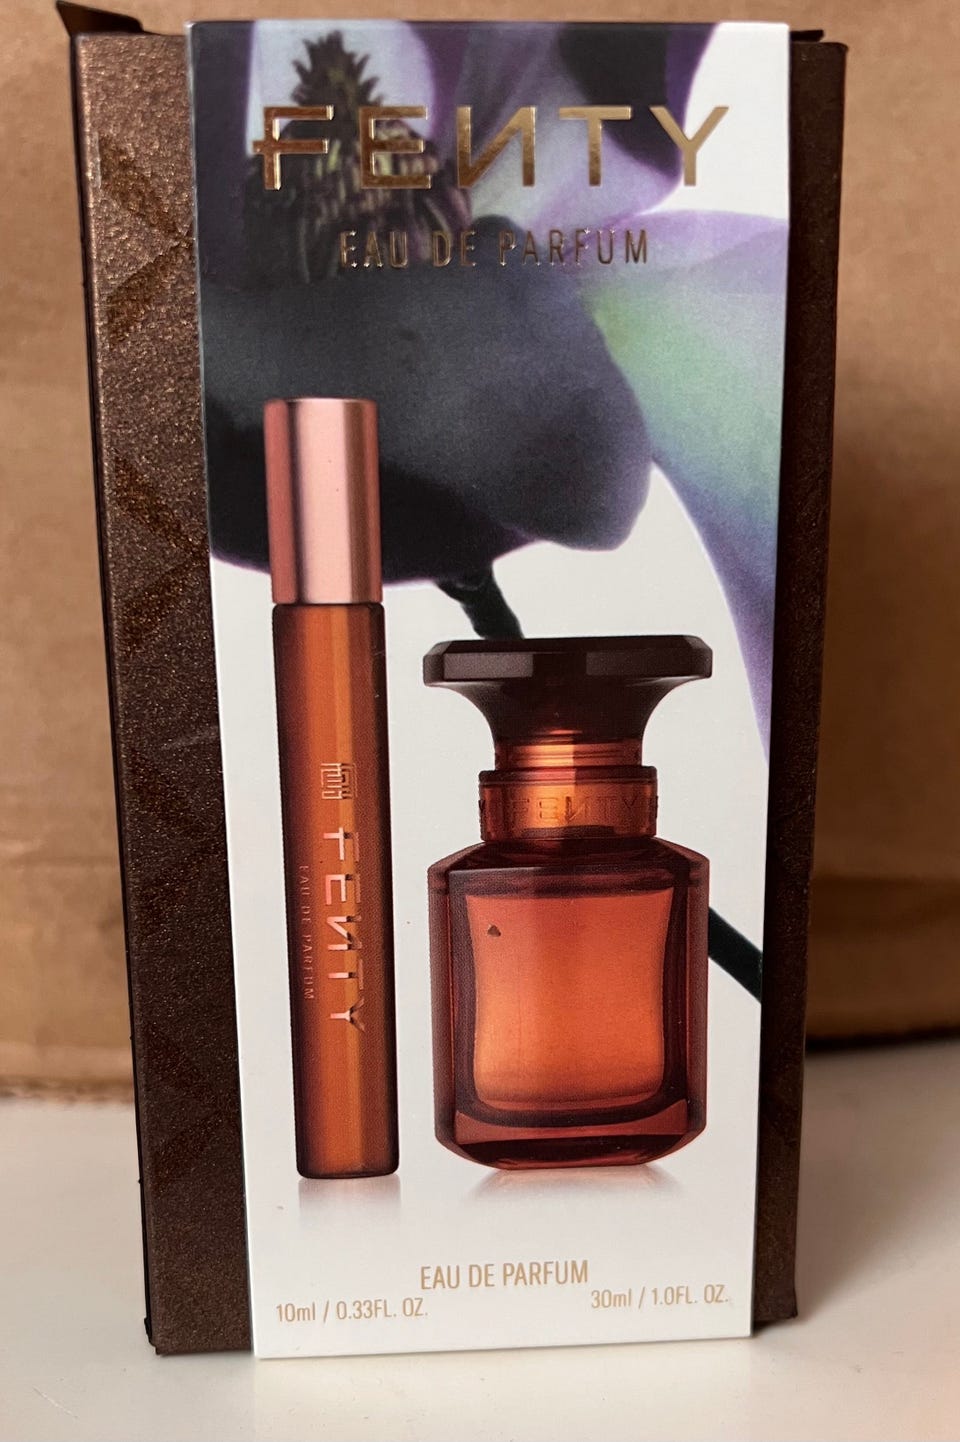 FENTY
EAU DE PARFUM
FENTY
EAU DE PARFUM
FENTY
EAU DE PARFUM
10ml / 0.33FL. OZ.
30ml / 1.0FL. OZ.